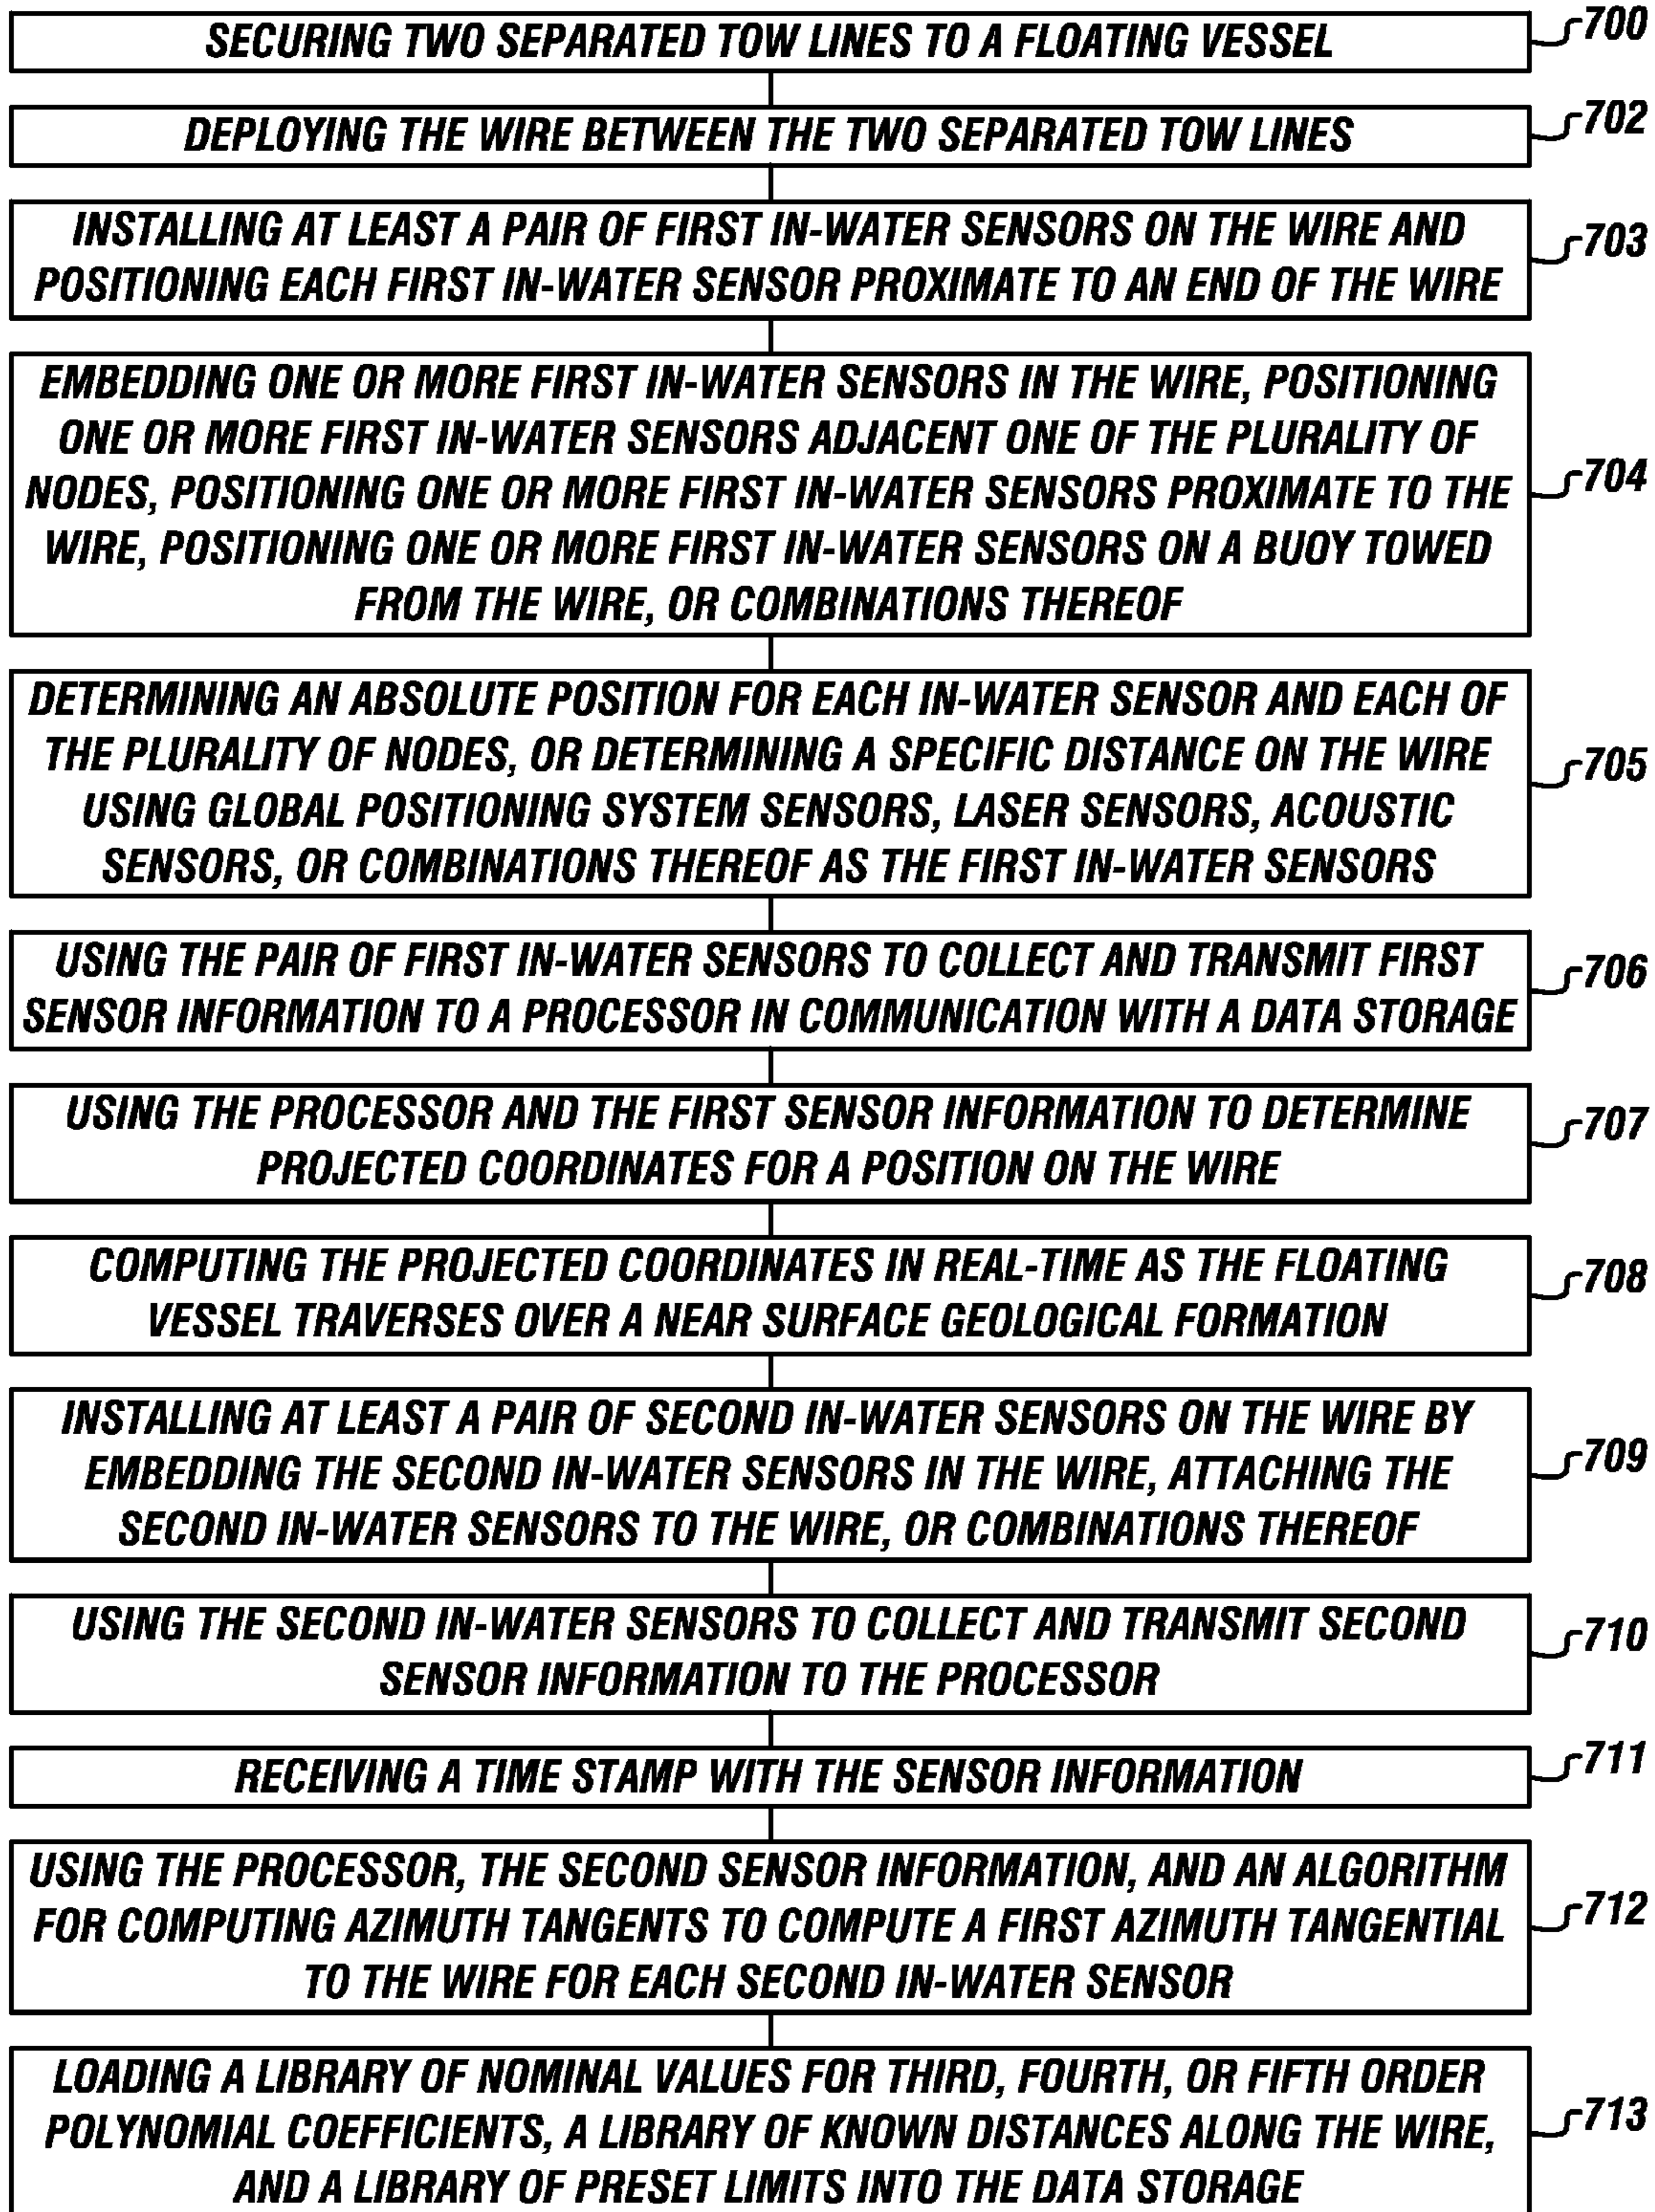 SECURING TWO SEPARATED TOW LINES TO A FLOATING VESSEL
700
DEPLOYING THE WIRE BETWEEN THE TWO SEPARATED TOW LINES
702
INSTALLING AT LEAST A PAIR OF FIRST IN-WATER SENSORS ON THE WIRE AND
POSITIONING EACH FIRST IN-WATER SENSOR PROXIMATE TO AN END OF THE WIRE
703
EMBEDDING ONE OR MORE FIRST IN-WATER SENSORS IN THE WIRE, POSITIONING
ONE OR MORE FIRST IN-WATER SENSORS ADJACENT ONE OF THE PLURALITY OF
NODES, POSITIONING ONE OR MORE FIRST IN-WATER SENSORS PROXIMATE TO THE
WIRE, POSITIONING ONE OR MORE FIRST IN-WATER SENSORS ON A BUOY TOWED
FROM THE WIRE, OR COMBINATIONS THEREOF
704
DETERMINING AN ABSOLUTE POSITION FOR EACH IN-WATER SENSOR AND EACH OF
THE PLURALITY OF NODES, OR DETERMINING A SPECIFIC DISTANCE ON THE WIRE
USING GLOBAL POSITIONING SYSTEM SENSORS, LASER SENSORS, ACOUSTIC
SENSORS, OR COMBINATIONS THEREOF AS THE FIRST IN-WATER SENSORS
705
USING THE PAIR OF FIRST IN-WATER SENSORS TO COLLECT AND TRANSMIT FIRST
SENSOR INFORMATION TO A PROCESSOR IN COMMUNICATION WITH A DATA STORAGE
706
USING THE PROCESSOR AND THE FIRST SENSOR INFORMATION TO DETERMINE
PROJECTED COORDINATES FOR A POSITION ON THE WIRE
707
COMPUTING THE PROJECTED COORDINATES IN REAL-TIME AS THE FLOATING
VESSEL TRAVERSES OVER A NEAR SURFACE GEOLOGICAL FORMATION
708
INSTALLING AT LEAST A PAIR OF SECOND IN-WATER SENSORS ON THE WIRE BY
EMBEDDING THE SECOND IN-WATER SENSORS IN THE WIRE, ATTACHING THE
SECOND IN-WATER SENSORS TO THE WIRE, OR COMBINATIONS THEREOF
709
USING THE SECOND IN-WATER SENSORS TO COLLECT AND TRANSMIT SECOND
SENSOR INFORMATION TO THE PROCESSOR
710
RECEIVING A TIME STAMP WITH THE SENSOR INFORMATION
711
USING THE PROCESSOR, THE SECOND SENSOR INFORMATION, AND AN ALGORITHM
FOR COMPUTING AZIMUTH TANGENTS TO COMPUTE A FIRST AZIMUTH TANGENTIAL
TO THE WIRE FOR EACH SECOND IN-WATER SENSOR
712
LOADING A LIBRARY OF NOMINAL VALUES FOR THIRD, FOURTH, OR FIFTH ORDER
POLYNOMIAL COEFFICIENTS, A LIBRARY OF KNOWN DISTANCES ALONG THE WIRE,
AND A LIBRARY OF PRESET LIMITS INTO THE DATA STORAGE
713